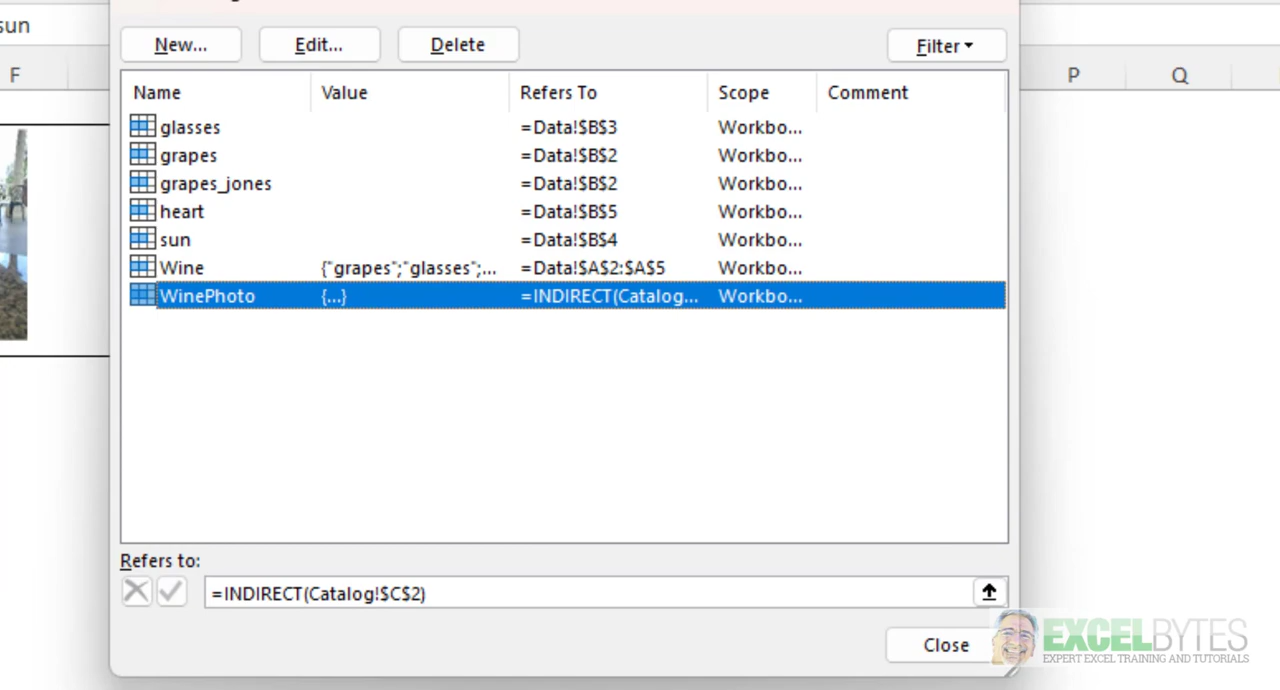 sun
New... Edit... Delete Filter
F P Q
Name Value Refers To Scope Comment
glasses =Data!$B$3 Workbo...
grapes =Data!$B$2 Workbo...
grapes_jones =Data!$B$2 Workbo...
heart =Data!$B$5 Workbo...
sun =Data!$B$4 Workbo...
Wine {"grapes";"glasses";... =Data!$A$2:$A$5 Workbo...
WinePhoto {...} =INDIRECT(Catalog... Workbo...
Refers to:
=INDIRECT(Catalog!$C$2)
Close
EXCELBYTES
EXPERT EXCEL TRAINING AND TUTORIALS